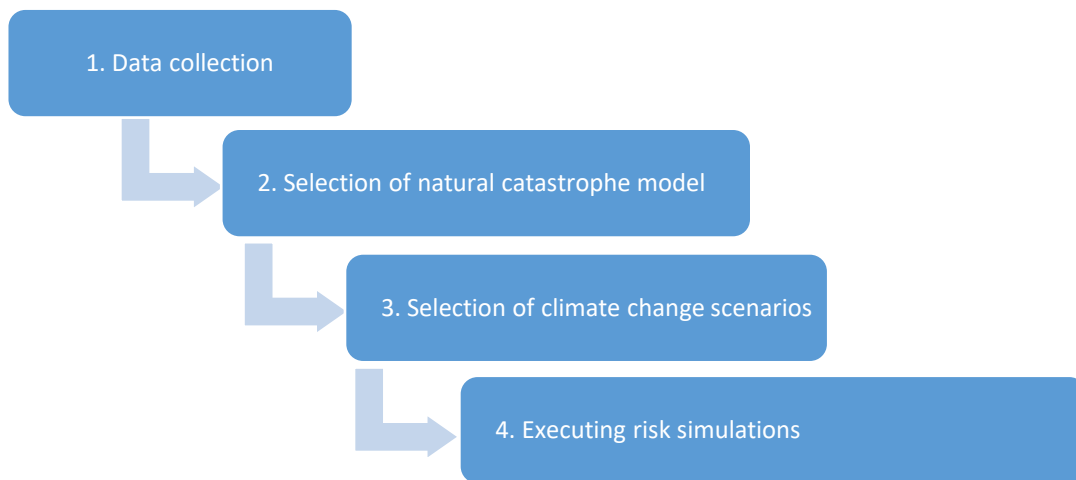 1. Data collection
2. Selection of natural catastrophe model
3. Selection of climate change scenarios
4. Executing risk simulations